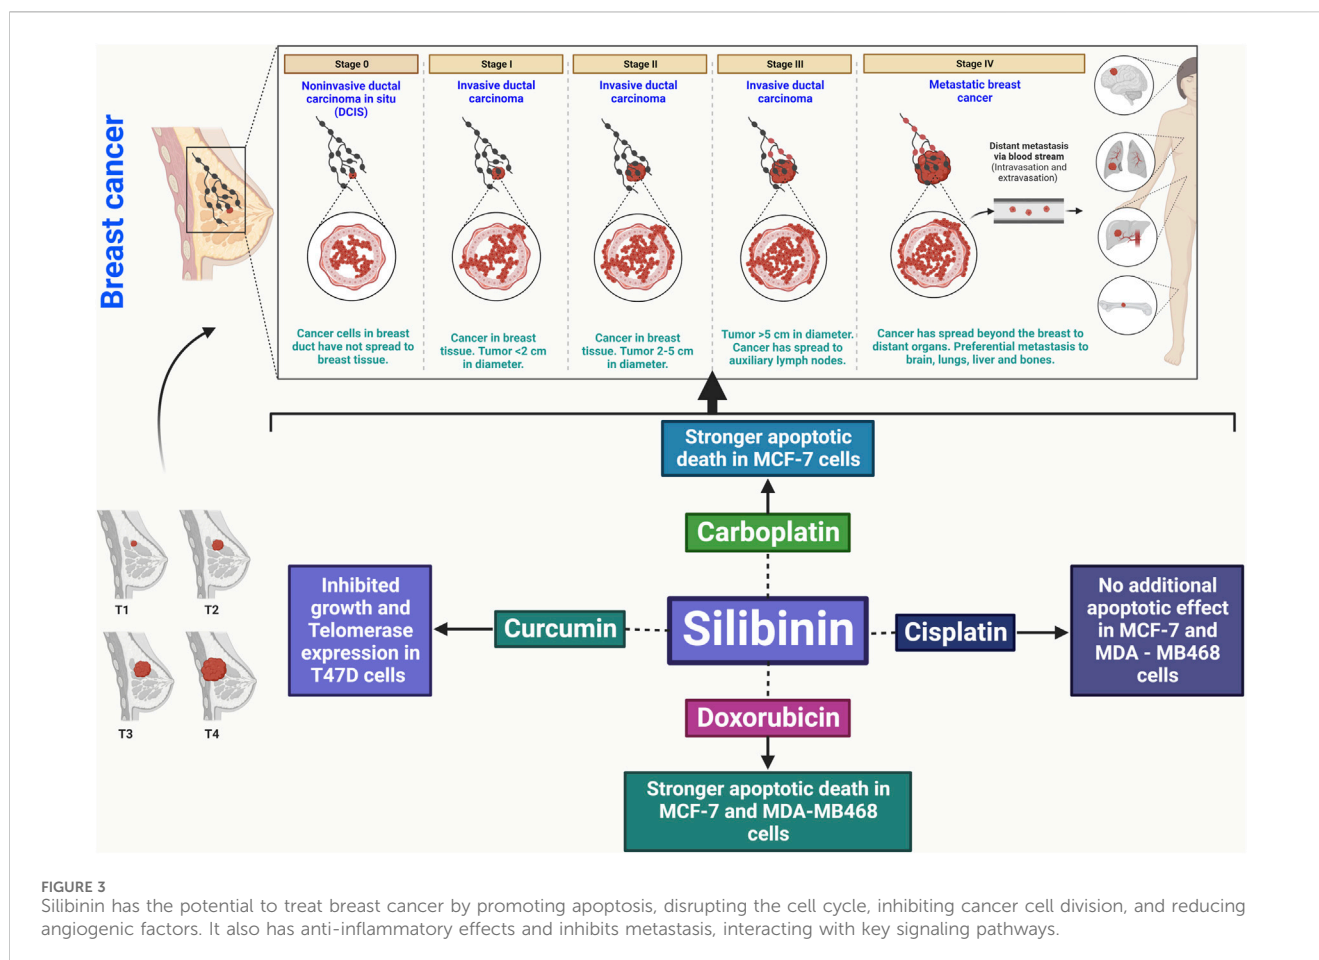 Breast cancer
Stage 0
Noninvasive ductal
carcinoma in situ
(DCIS)
Cancer cells in breast
duct have not spread to
breast tissue.
Stage I
Invasive ductal
carcinoma
Cancer in breast
tissue. Tumor <2 cm
in diameter.
Stage II
Invasive ductal
carcinoma
Cancer in breast
tissue. Tumor 2-5 cm
in diameter.
Stage III
Invasive ductal
carcinoma
Tumor >5 cm in diameter.
Cancer has spread to
auxiliary lymph nodes.
Stage IV
Metastatic breast
cancer
Distant metastasis
via blood stream
(Intravasation and
extravasation)
Cancer has spread beyond the breast to
distant organs. Preferential metastasis to
brain, lungs, liver and bones.
T1
T2
T3
T4
Stronger apoptotic
death in MCF-7 cells
Carboplatin
Inhibited
growth and
Telomerase
expression in
T47D cells
Curcumin
Silibinin
Cisplatin
No additional
apoptotic effect
in MCF-7 and
MDA - MB468
cells
Doxorubicin
Stronger apoptotic death in
MCF-7 and MDA-MB468
cells
FIGURE 3
Silibinin has the potential to treat breast cancer by promoting apoptosis, disrupting the cell cycle, inhibiting cancer cell division, and reducing
angiogenic factors. It also has anti-inflammatory effects and inhibits metastasis, interacting with key signaling pathways.